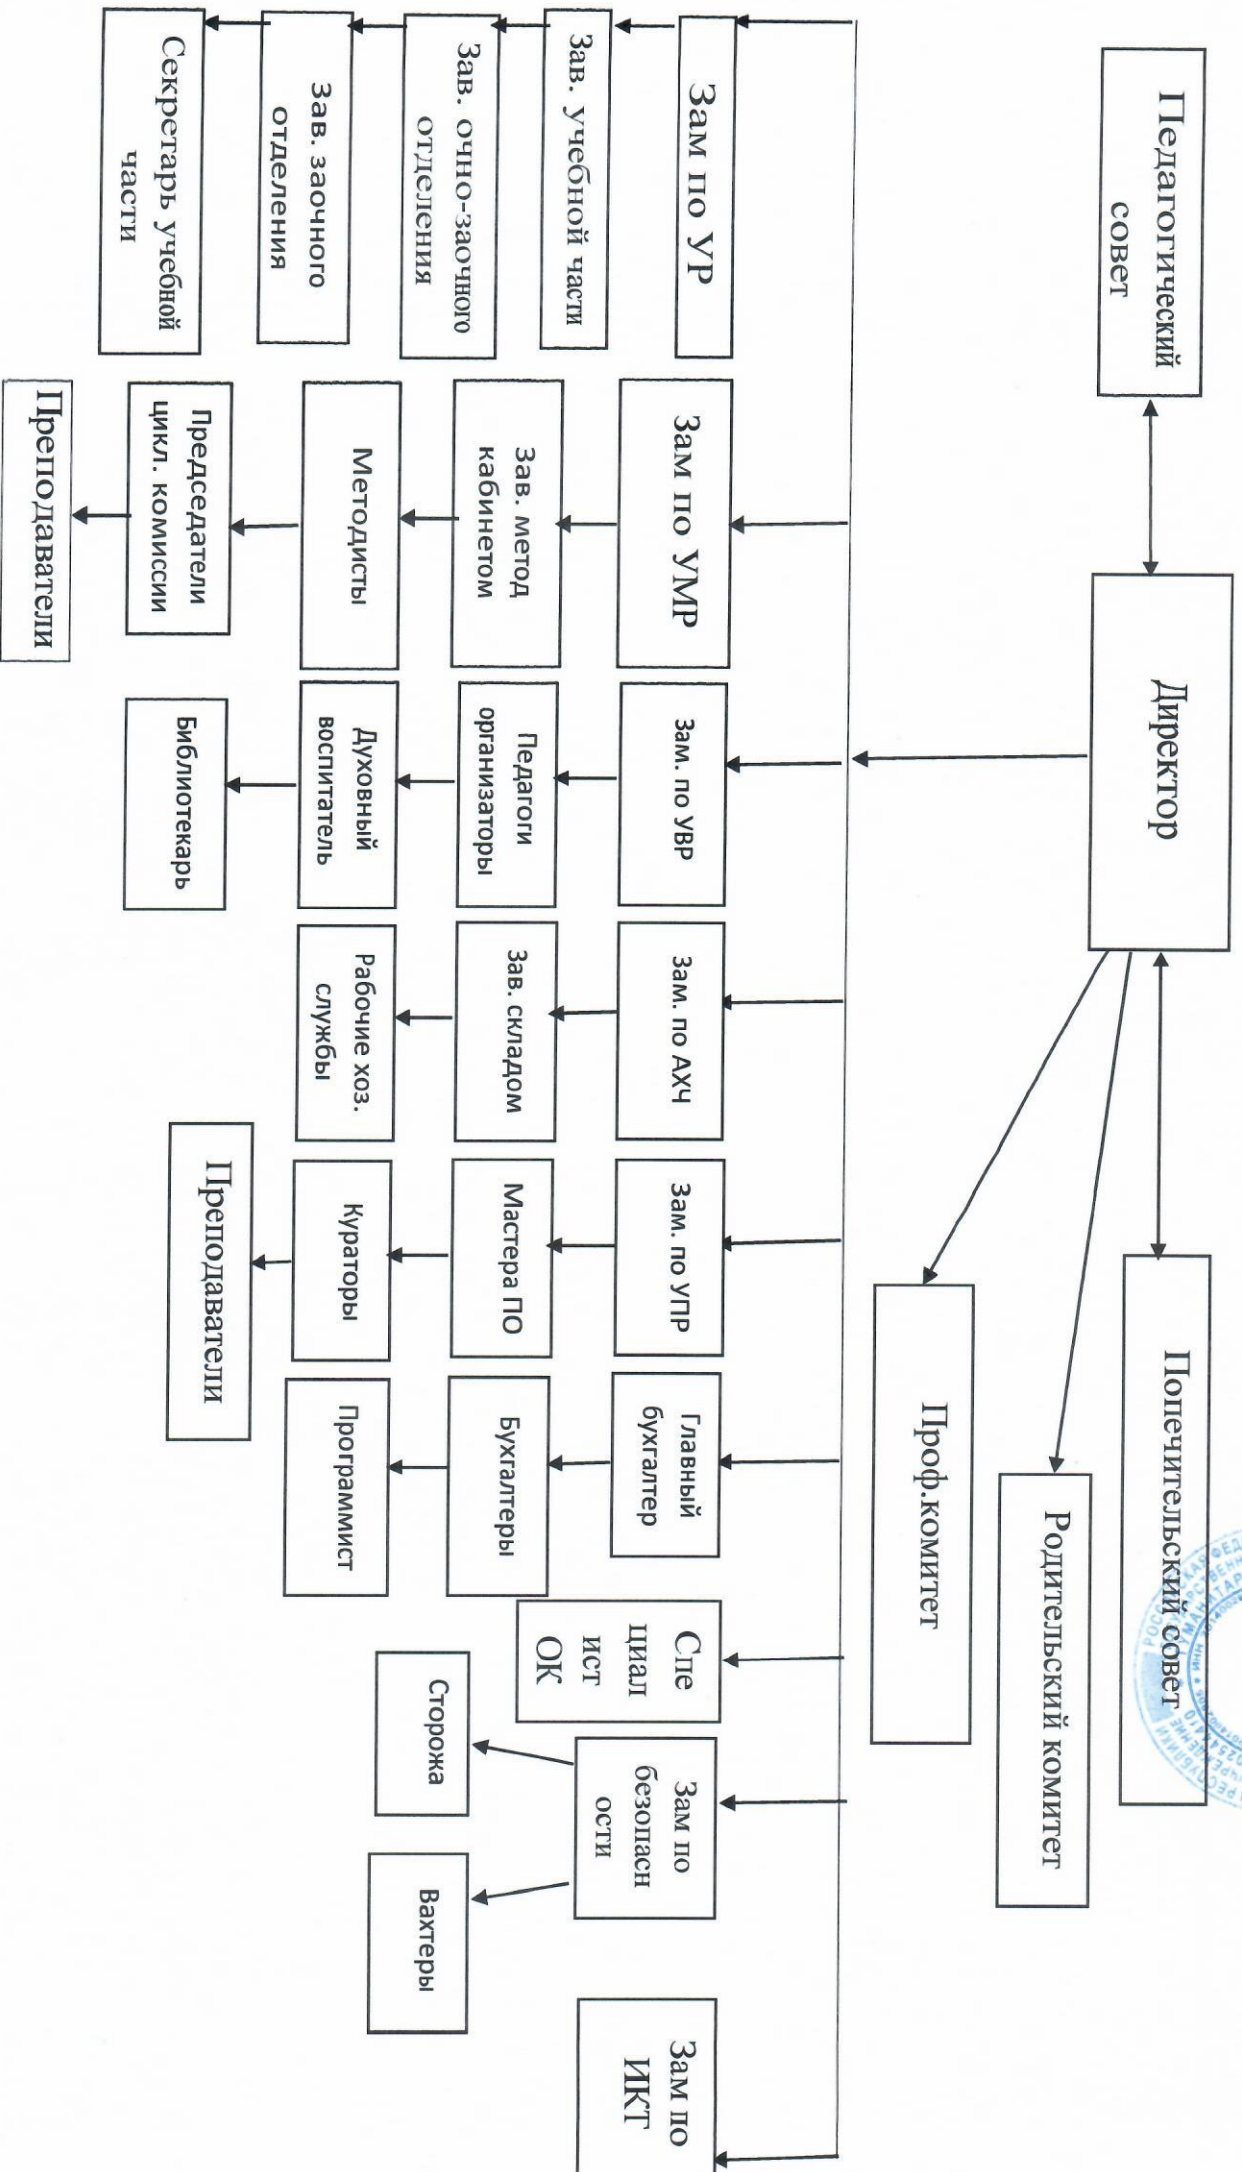 Педагогический
совет
Директор
Попечительский совет
Родительский комитет
Проф.комитет
Зам по УР
Зав. учебной части
Зав. очно-заочного
отделения
Зав. заочного
отделения
Секретарь учебной
части
Зам по УМР
Зав. метод
кабинетом
Методисты
Председатели
цикл. комиссии
Преподаватели
Зам. по УВР
Педагоги
организаторы
Духовный
воспитатель
Библиотекарь
Зам. по АХЧ
Зав. складом
Рабочие хоз.
службы
Зам. по УПР
Мастера ПО
Кураторы
Преподаватели
Главный
бухгалтер
Бухгалтеры
Программист
Спе
циал
ист
ОК
Зам по
безопасн
ости
Сторожа
Вахтеры
Зам по
ИКТ